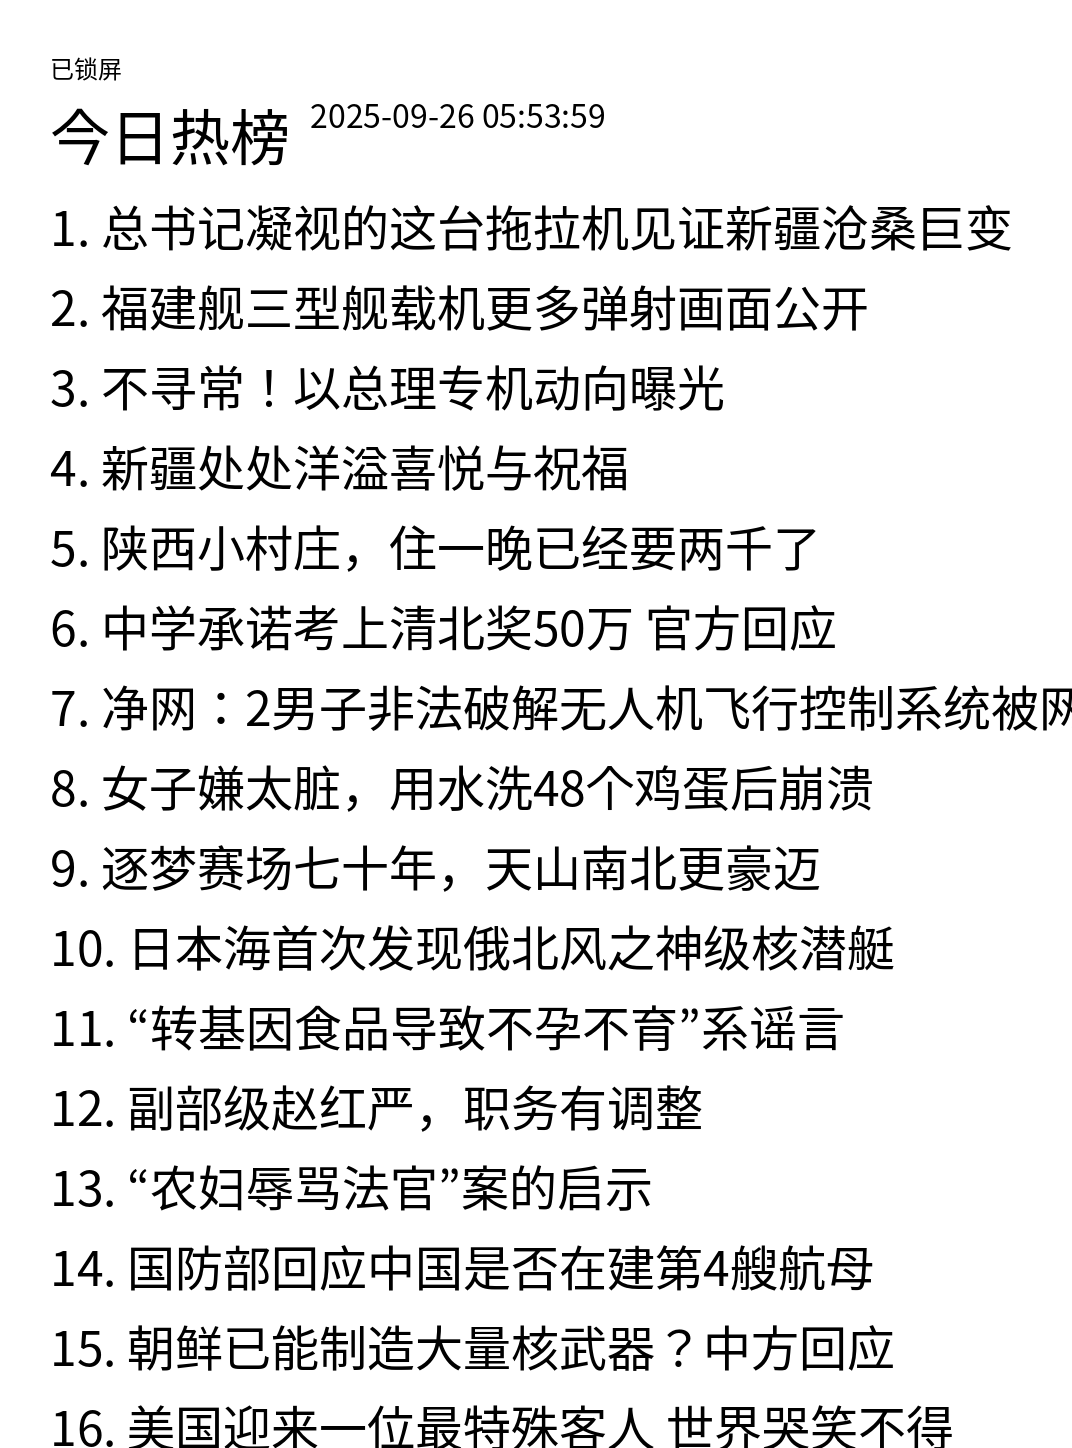 已锁屏
今日热榜 2025-09-26 05:53:59
1. 总书记凝视的这台拖拉机见证新疆沧桑巨变
2. 福建舰三型舰载机更多弹射画面公开
3. 不寻常！以总理专机动向曝光
4. 新疆处处洋溢喜悦与祝福
5. 陕西小村庄，住一晚已经要两千了
6. 中学承诺考上清北奖50万 官方回应
7. 净网：2男子非法破解无人机飞行控制系统被网
8. 女子嫌太脏，用水洗48个鸡蛋后崩溃
9. 逐梦赛场七十年，天山南北更豪迈
10. 日本海首次发现俄北风之神级核潜艇
11. “转基因食品导致不孕不育”系谣言
12. 副部级赵红严，职务有调整
13. “农妇辱骂法官”案的启示
14. 国防部回应中国是否在建第4艘航母
15. 朝鲜已能制造大量核武器？中方回应
16. 美国迎来一位最特殊客人 世界哭笑不得